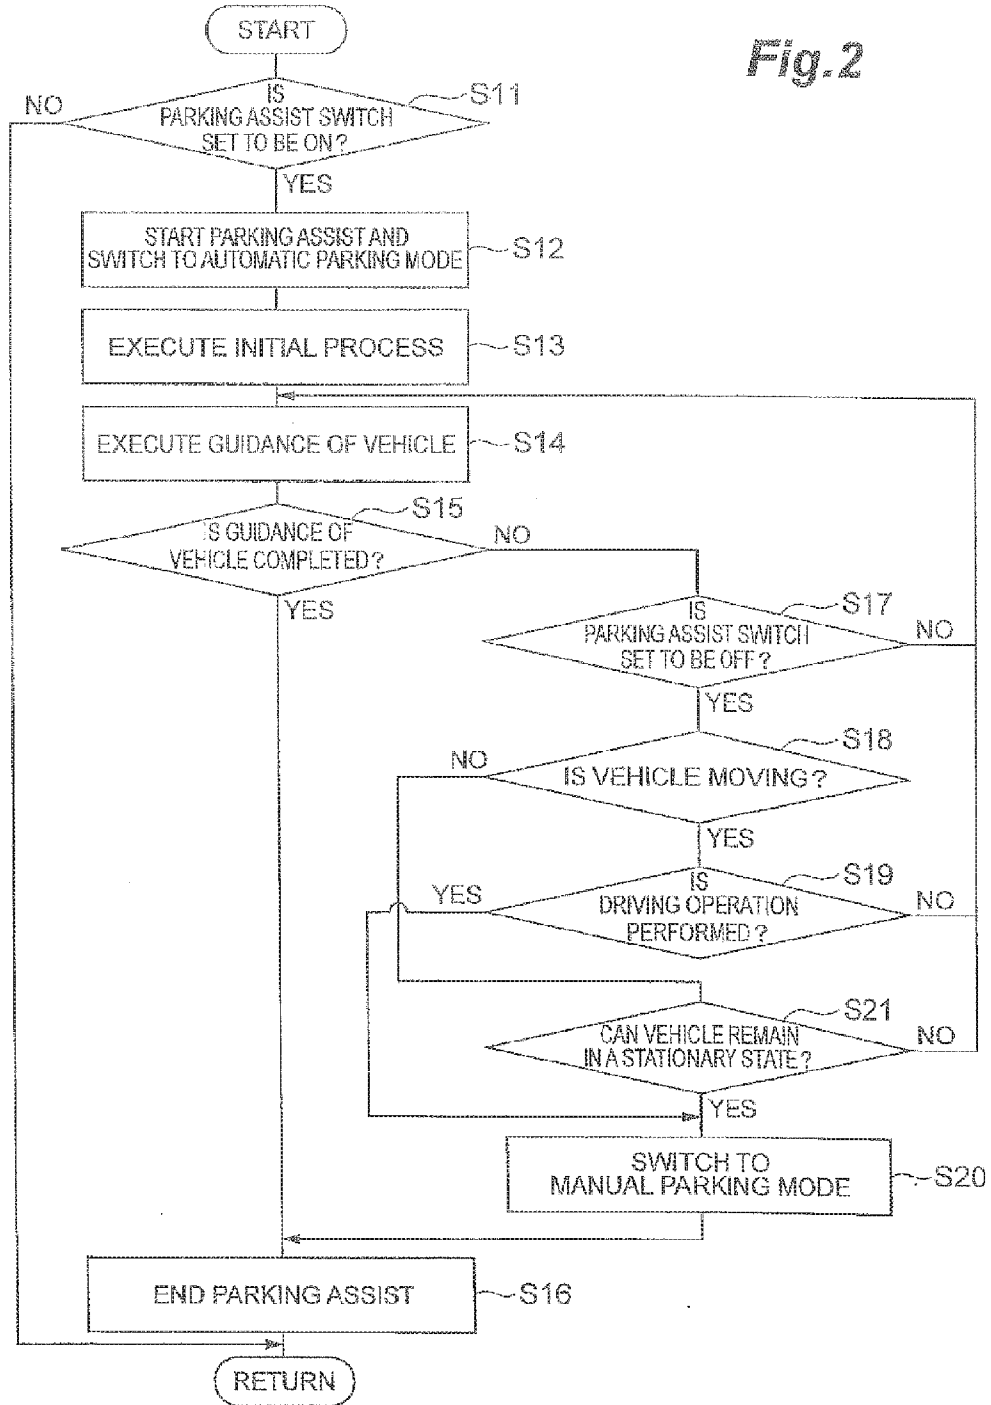 START
Fig.2
S11
NO
IS
PARKING ASSIST SWITCH
SET TO BE ON?
YES
START PARKING ASSIST AND
SWITCH TO AUTOMATIC PARKING MODE
S12
EXECUTE INITIAL PROCESS
S13
EXECUTE GUIDANCE OF VEHICLE
S14
S15
IS GUIDANCE OF
VEHICLE COMPLETED?
NO
YES
S17
IS
PARKING ASSIST SWITCH
SET TO BE OFF?
NO
YES
S18
NO
IS VEHICLE MOVING?
YES
S19
IS
DRIVING OPERATION
PERFORMED?
YES
NO
S21
CAN VEHICLE REMAIN
IN A STATIONARY STATE?
NO
YES
SWITCH TO
MANUAL PARKING MODE
S20
END PARKING ASSIST
S16
RETURN